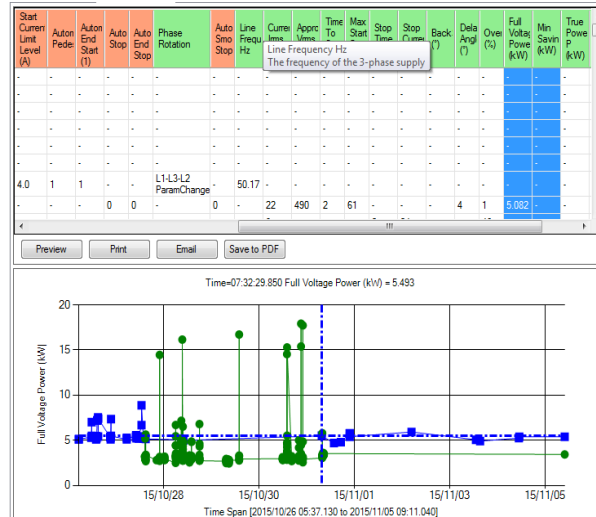 Start Curren Limit Level (A)
Auton Pede:
Auton End Start (1)
Auto Stop
Auto End Stop
Phase Rotation
Auto Smo Stop
Line Frequ Hz
Curre Irms
Appro
Time To
Max Start
Stop Time
Stop Curre
Back (°)
Dela Angl (°)
Over (%)
Full Voltag Powe (kW)
Min Savin (kW)
True Powe P (kW)
Line Frequency Hz
The frequency of the 3-phase supply
4.0 1 1 - - L1-L3-L2 ParamChange - 50.17 -
- - - 0 0 - 0 - 22 490 2 61 - - - 4 1 5.082 - -
Preview Print Email Save to PDF
Time=07:32:29.850 Full Voltage Power (kW) = 5.493
Full Voltage Power (kW)
20
15
10
5
0
15/10/28 15/10/30 15/11/01 15/11/03 15/11/05
Time Span [2015/10/26 05:37.130 to 2015/11/05 09:11.040]